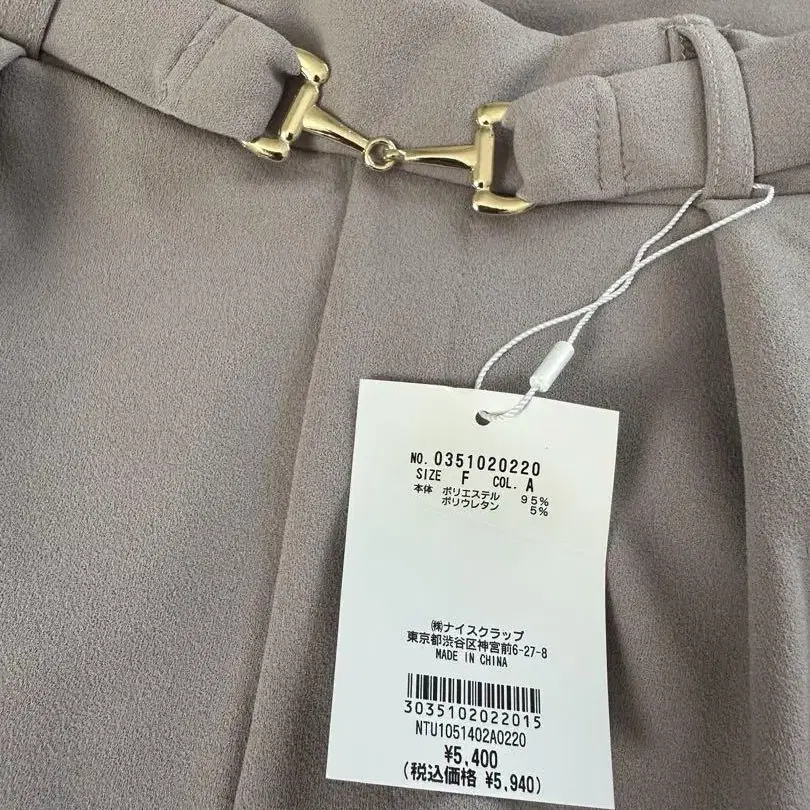 NO. 0351020220
SIZE F COL. A
本体 ポリエステル 95%
ポリウレタン 5%
㈱ナイスクラップ
東京都渋谷区神宮前6-27-8
MADE IN CHINA
3035102022015
NTU1051402A0220
¥5,400
(税込価格 ¥5,940)